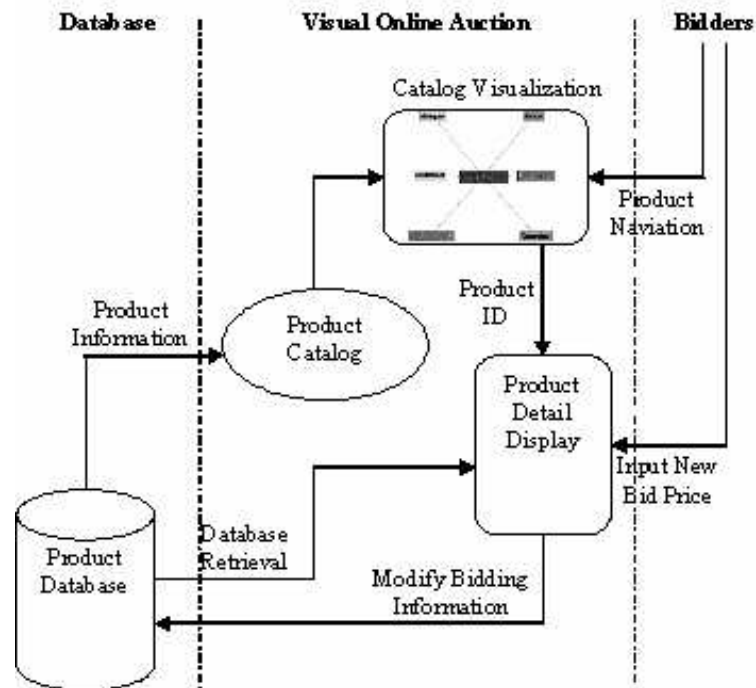 Database
Visual Online Auction
Bidders
Catalog Visualization
Product
Naviation
Product
ID
Product
Information
Product
Catalog
Product
Detail
Display
Input New
Bid Price
Product
Database
Database
Retrieval
Modify Bidding
Information